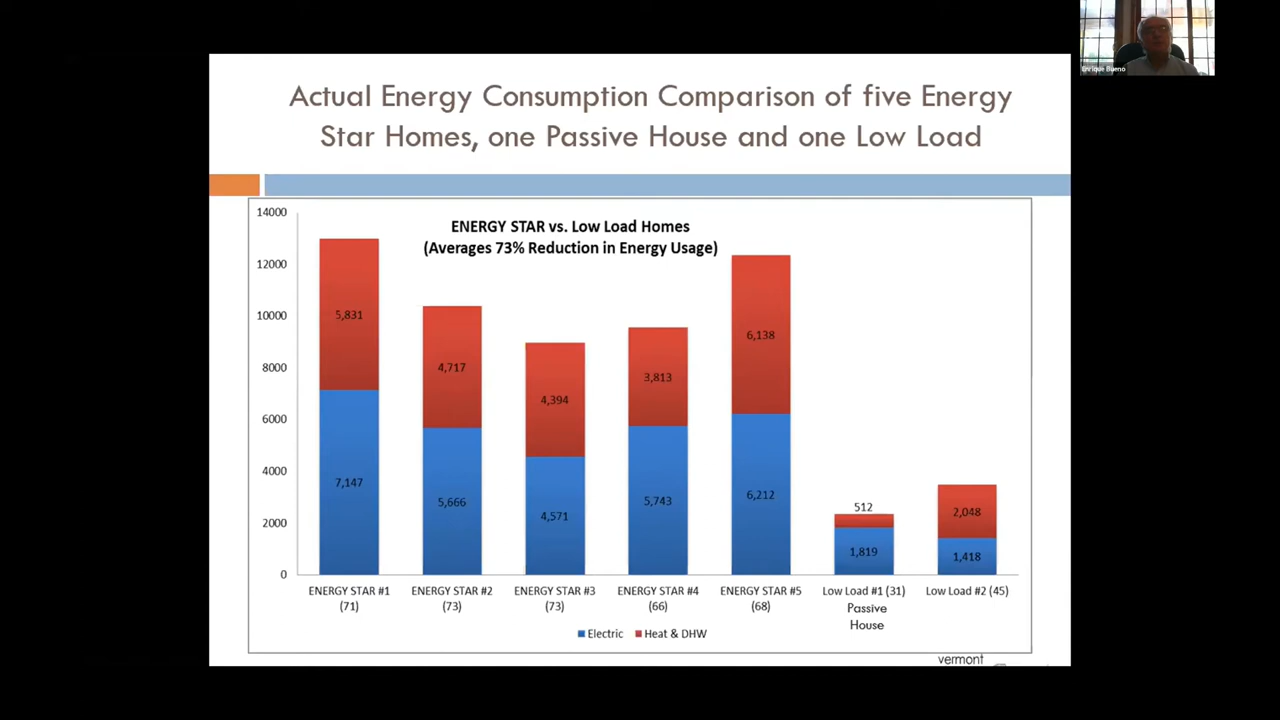 Enrique Bueno
Actual Energy Consumption Comparison of five Energy
Star Homes, one Passive House and one Low Load
ENERGY STAR vs. Low Load Homes
(Averages 73% Reduction in Energy Usage)
14000
12000
10000
8000
6000
4000
2000
0
5,831
7,147
4,717
5,666
4,394
4,571
3,813
5,743
6,138
6,212
512
1,819
2,048
1,418
ENERGY STAR #1
(71)
ENERGY STAR #2
(73)
ENERGY STAR #3
(73)
ENERGY STAR #4
(66)
ENERGY STAR #5
(68)
Low Load #1 (31)
Passive
House
Low Load #2 (45)
Electric
Heat & DHW
vermont